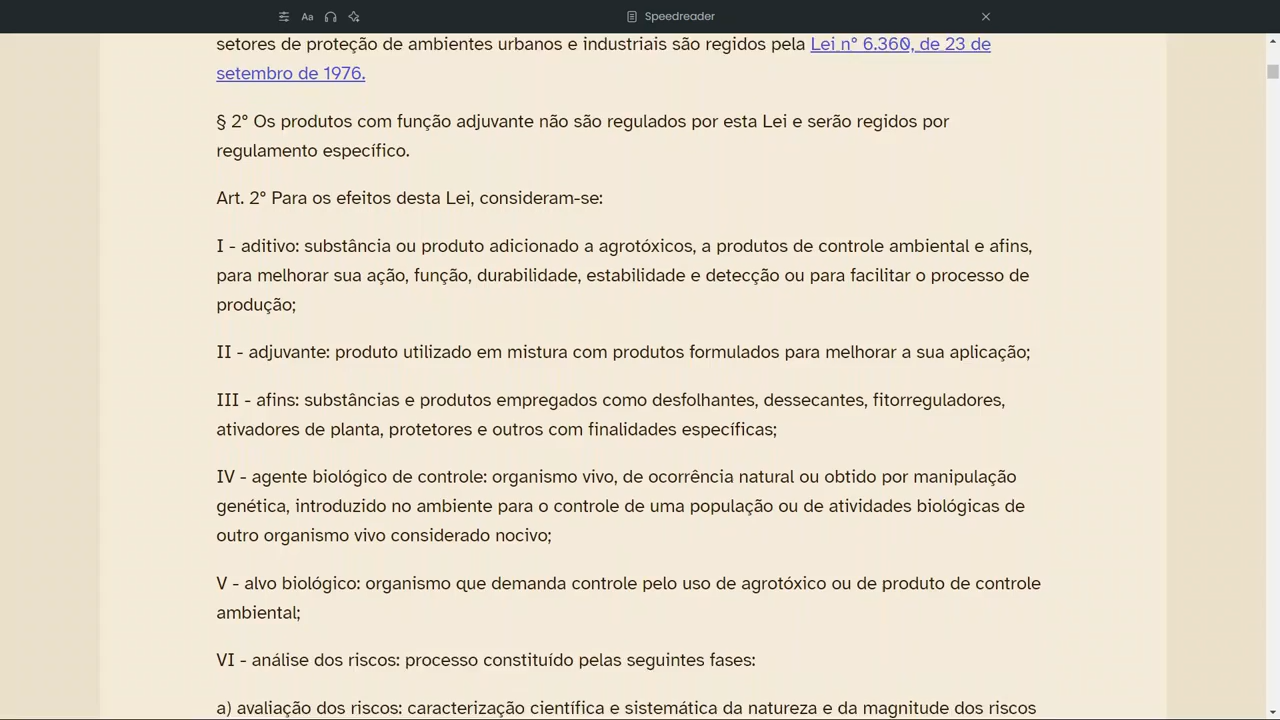 Aa
Speedreader
setores de proteção de ambientes urbanos e industriais são regidos pela Lei nº 6.360, de 23 de
setembro de 1976.
§ 2º Os produtos com função adjuvante não são regulados por esta Lei e serão regidos por
regulamento específico.
Art. 2º Para os efeitos desta Lei, consideram-se:
I - aditivo: substância ou produto adicionado a agrotóxicos, a produtos de controle ambiental e afins,
para melhorar sua ação, função, durabilidade, estabilidade e detecção ou para facilitar o processo de
produção;
II - adjuvante: produto utilizado em mistura com produtos formulados para melhorar a sua aplicação;
III - afins: substâncias e produtos empregados como desfolhantes, dessecantes, fitorreguladores,
ativadores de planta, protetores e outros com finalidades específicas;
IV - agente biológico de controle: organismo vivo, de ocorrência natural ou obtido por manipulação
genética, introduzido no ambiente para o controle de uma população ou de atividades biológicas de
outro organismo vivo considerado nocivo;
V - alvo biológico: organismo que demanda controle pelo uso de agrotóxico ou de produto de controle
ambiental;
VI - análise dos riscos: processo constituído pelas seguintes fases:
a) avaliação dos riscos: caracterização científica e sistemática da natureza e da magnitude dos riscos